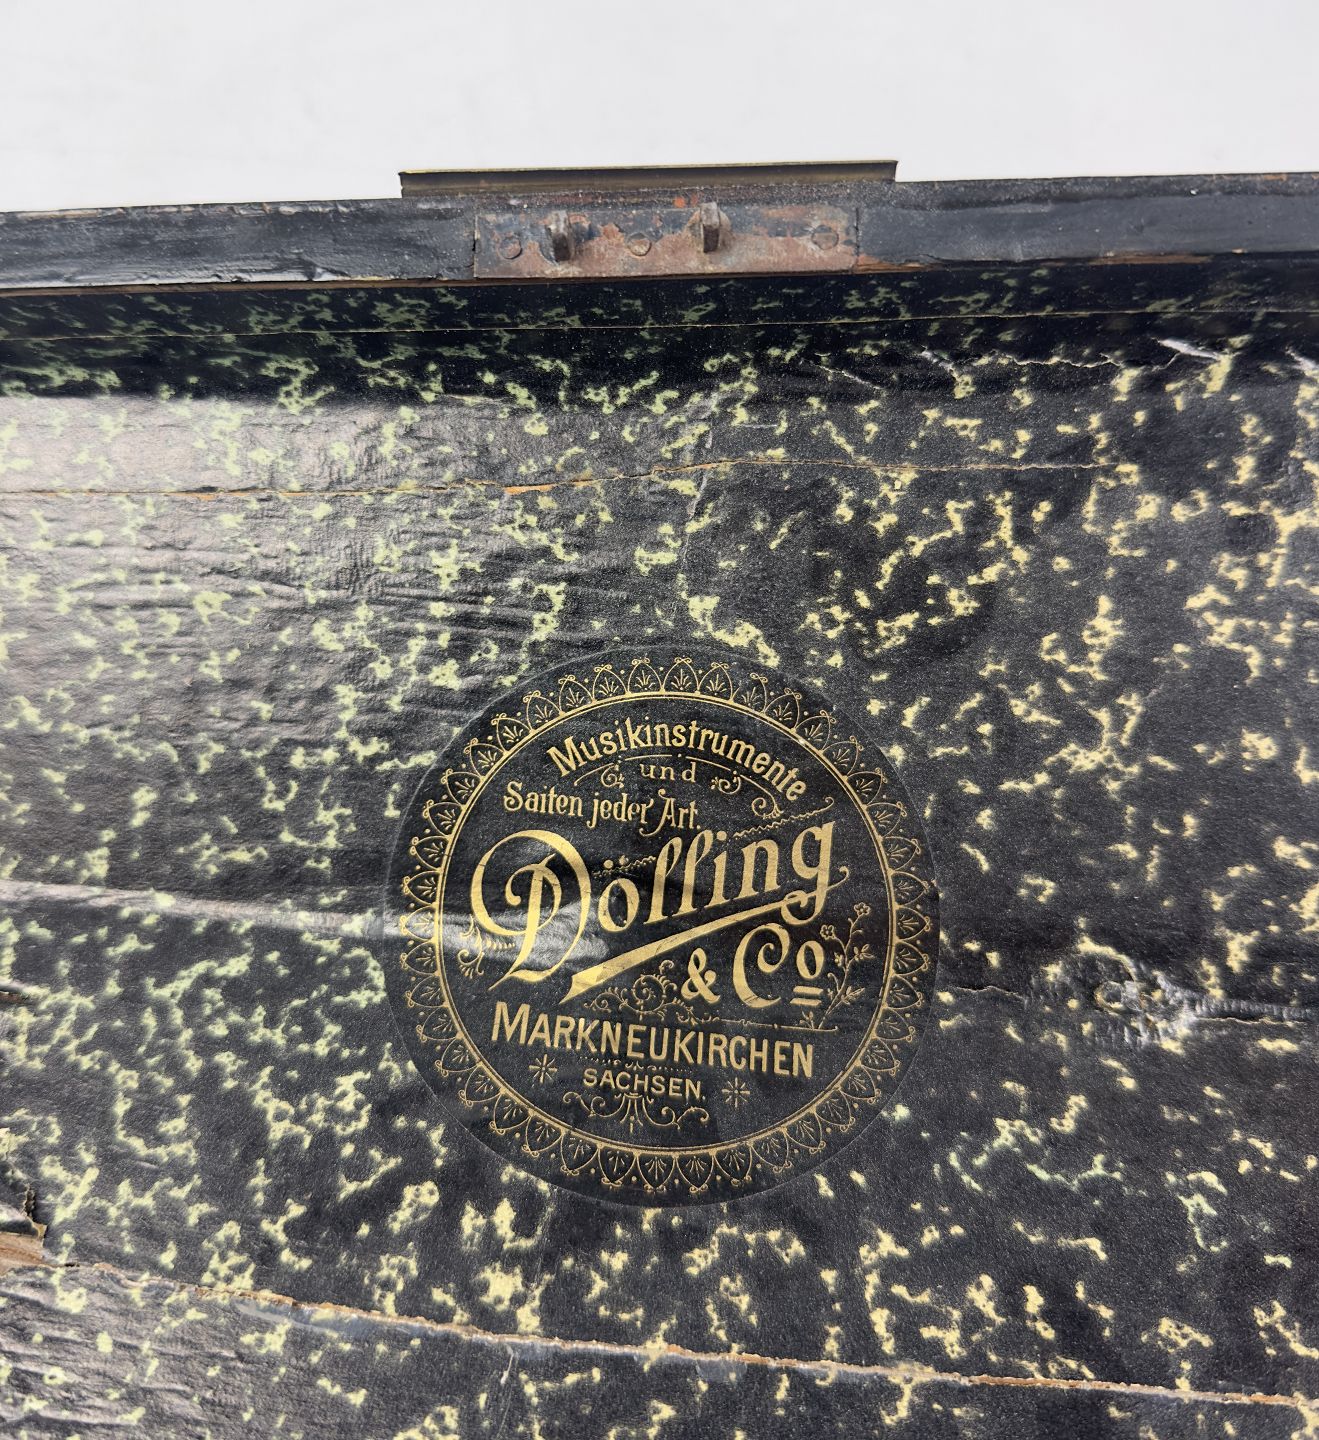 Musikinstrumente
und
Saiten jeder Art.
Dölling
& Co
MARKNEUKIRCHEN
SACHSEN.